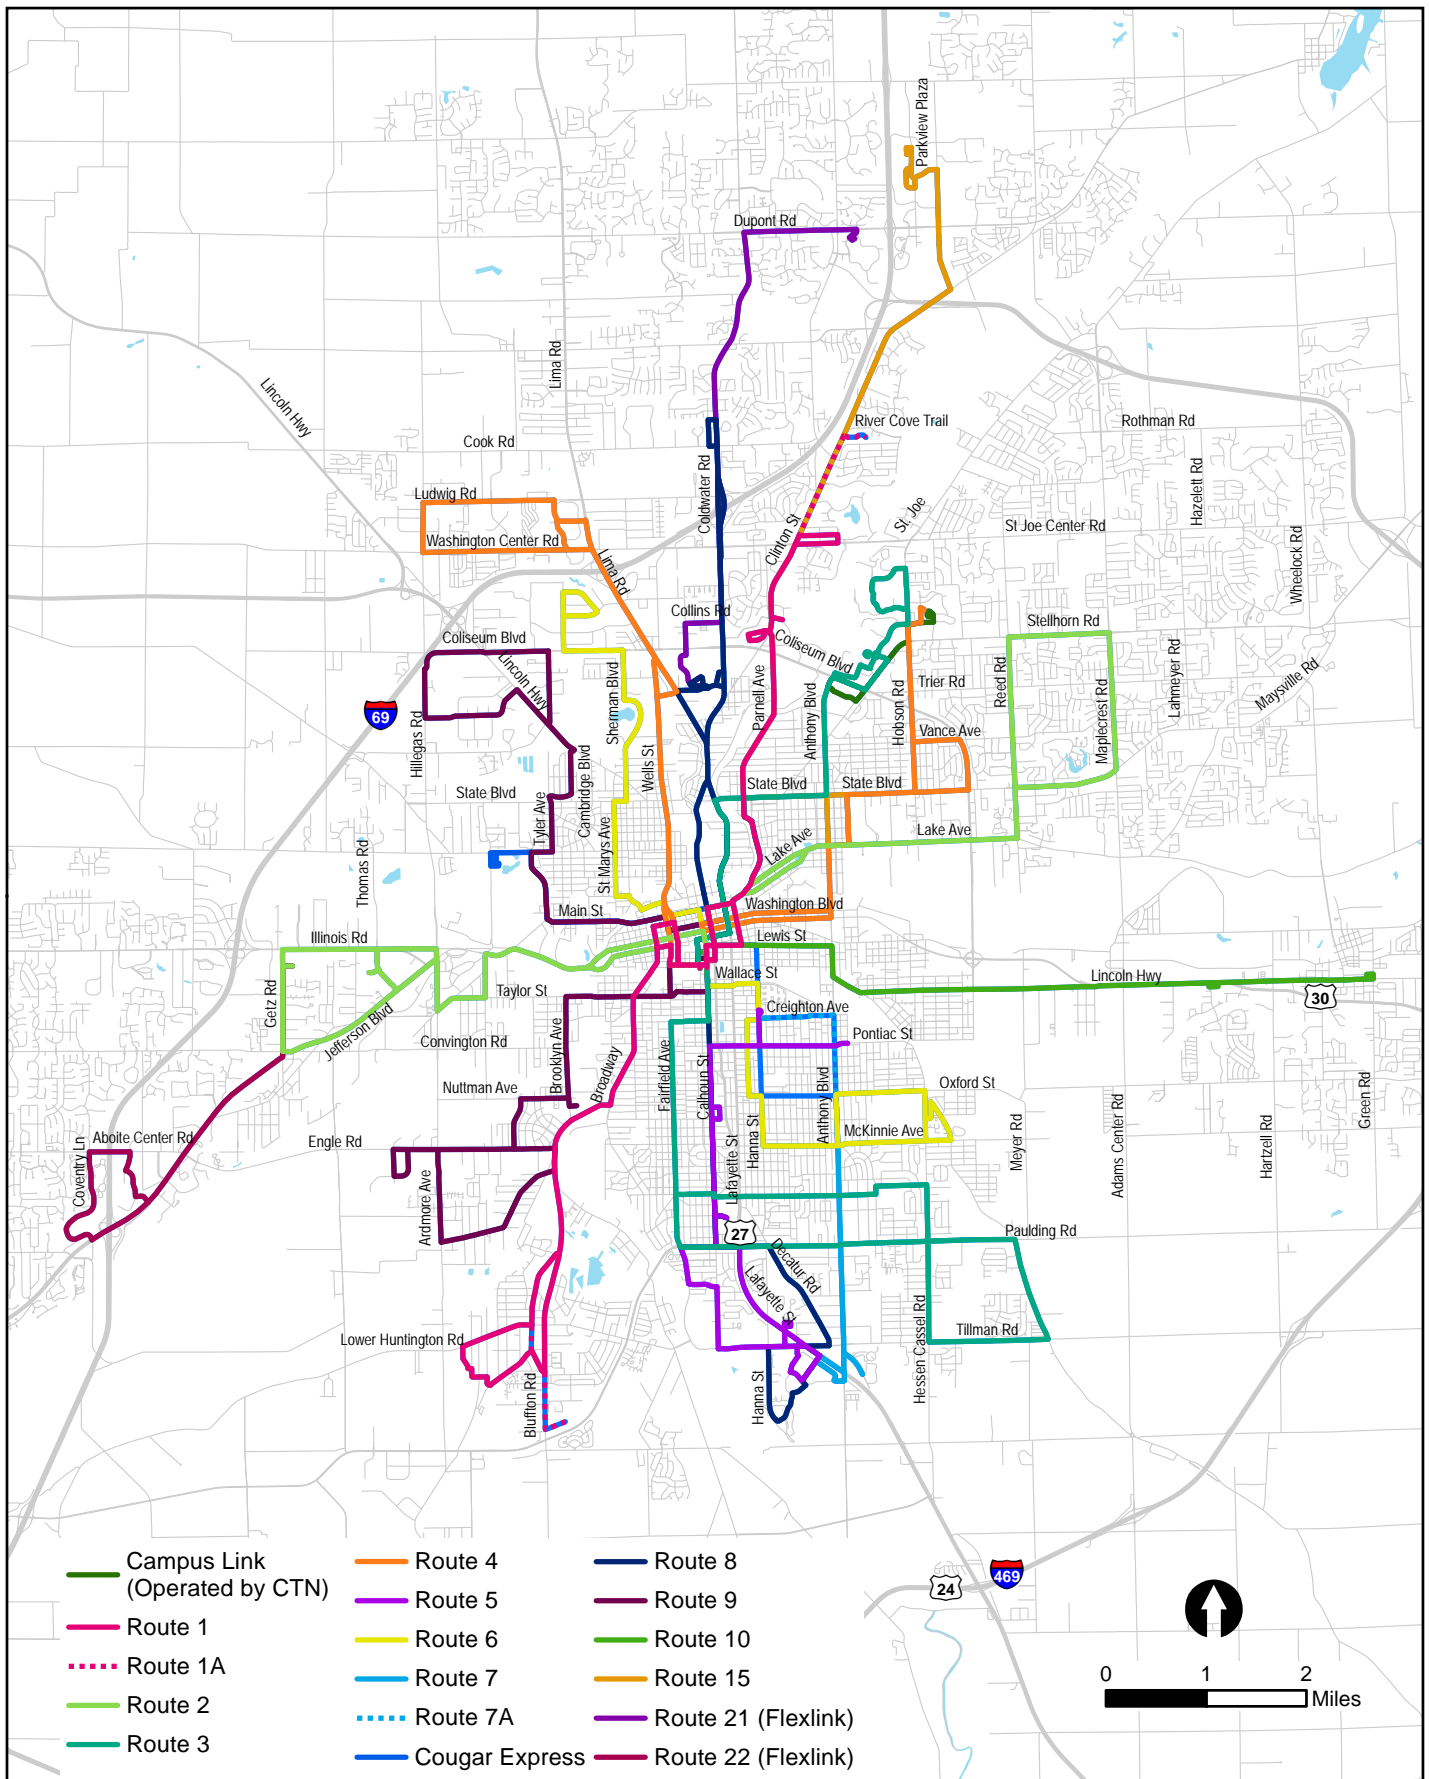 Parkview Plaza
Dupont Rd
Lima Rd
Lincoln Hwy
River Cove Trail
Rothman Rd
Cook Rd
Coldwater Rd
Hazelett Rd
Ludwig Rd
St. Joe
St Joe Center Rd
Clinton St
Washington Center Rd
Wheelock Rd
Lima Rd
Collins Rd
Stellhorn Rd
Coliseum Blvd
Coliseum Blvd
Lincoln Hwy
Sherman Blvd
Parnell Ave
Anthony Blvd
Hobson Rd
Trier Rd
Reed Rd
Maplecrest Rd
Lahmeyer Rd
Maysville Rd
69
Hillegas Rd
Vance Ave
Wells St
Cambridge Blvd
State Blvd
State Blvd
State Blvd
Tyler Ave
Lake Ave
Lake Ave
Thomas Rd
St Marys Ave
Main St
Washington Blvd
Illinois Rd
Lewis St
Wallace St
Lincoln Hwy
30
Getz Rd
Taylor St
Jefferson Blvd
Creighton Ave
Convington Rd
Pontiac St
Brooklyn Ave
Broadway
Fairfield Ave
Calhoun St
Nuttman Ave
Oxford St
Anthony Blvd
Green Rd
Coventry Ln
Aboite Center Rd
Engle Rd
Hanna St
McKinnie Ave
Meyer Rd
Adams Center Rd
Hartzell Rd
Ardmore Ave
Lafayette St
27
Decatur Rd
Paulding Rd
Lafayette St
Lower Huntington Rd
Hessen Cassel Rd
Tillman Rd
Bluffton Rd
Hanna St
24
469
Campus Link
(Operated by CTN)
Route 1
Route 1A
Route 2
Route 3
Route 4
Route 5
Route 6
Route 7
Route 7A
Cougar Express
Route 8
Route 9
Route 10
Route 15
Route 21 (Flexlink)
Route 22 (Flexlink)
0 1 2
Miles